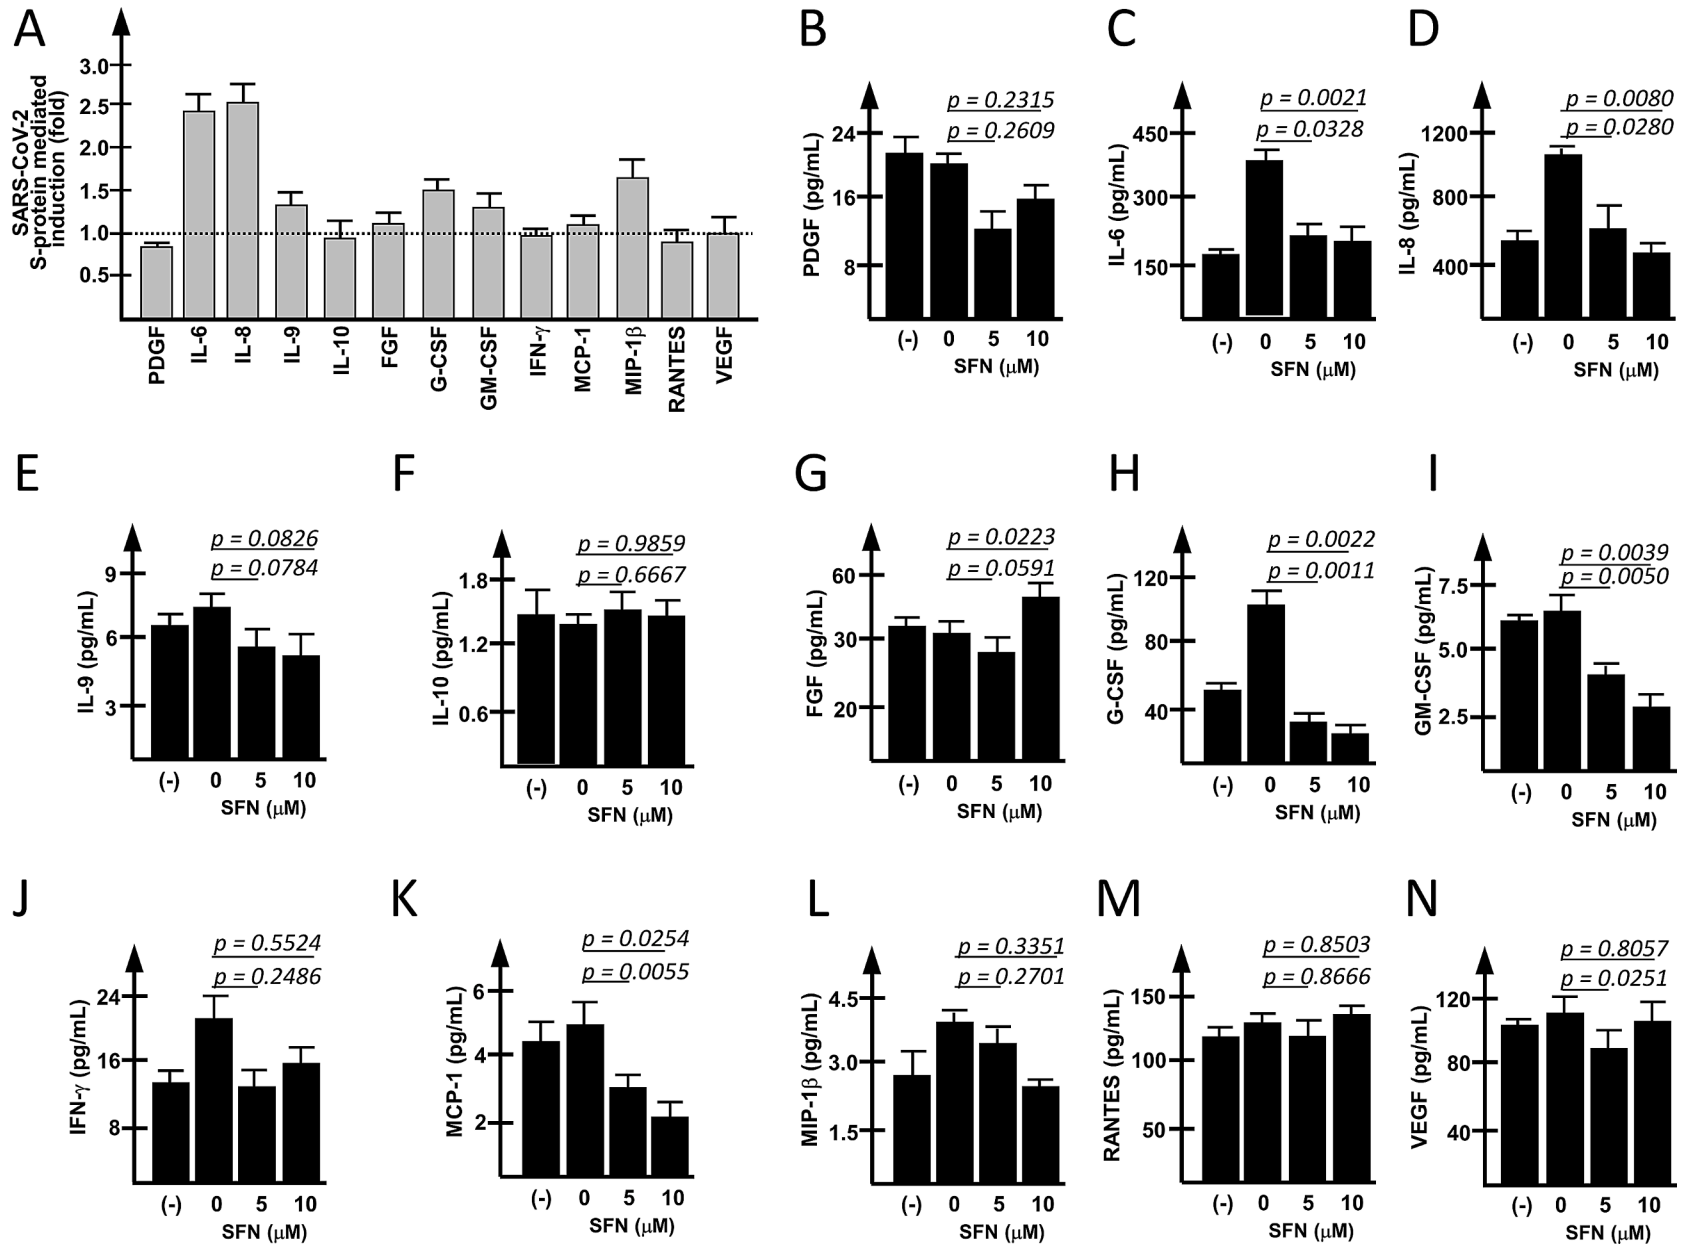 A
SARS-CoV-2
S-protein mediated
induction (fold)
3.0
2.5
2.0
1.5
1.0
0.5
PDGF
IL-6
IL-8
IL-9
IL-10
FGF
G-CSF
GM-CSF
IFN-γ
MCP-1
MIP-1β
RANTES
VEGF
B
p = 0.2315
p = 0.2609
PDGF (pg/mL)
24
16
8
(-) 0 5 10
SFN (μM)
C
p = 0.0021
p = 0.0328
IL-6 (pg/mL)
450
300
150
(-) 0 5 10
SFN (μM)
D
p = 0.0080
p = 0.0280
IL-8 (pg/mL)
1200
800
400
(-) 0 5 10
SFN (μM)
E
p = 0.0826
p = 0.0784
IL-9 (pg/mL)
9
6
3
(-) 0 5 10
SFN (μM)
F
p = 0.9859
p = 0.6667
IL-10 (pg/mL)
1.8
1.2
0.6
(-) 0 5 10
SFN (μM)
G
p = 0.0223
p = 0.0591
FGF (pg/mL)
60
30
20
(-) 0 5 10
SFN (μM)
H
p = 0.0022
p = 0.0011
G-CSF (pg/mL)
120
80
40
(-) 0 5 10
SFN (μM)
I
p = 0.0039
p = 0.0050
GM-CSF (pg/mL)
7.5
5.0
2.5
(-) 0 5 10
SFN (μM)
J
p = 0.5524
p = 0.2486
IFN-γ (pg/mL)
24
16
8
(-) 0 5 10
SFN (μM)
K
p = 0.0254
p = 0.0055
MCP-1 (pg/mL)
6
4
2
(-) 0 5 10
SFN (μM)
L
p = 0.3351
p = 0.2701
MIP-1β (pg/mL)
4.5
3.0
1.5
(-) 0 5 10
SFN (μM)
M
p = 0.8503
p = 0.8666
RANTES (pg/mL)
150
100
50
(-) 0 5 10
SFN (μM)
N
p = 0.8057
p = 0.0251
VEGF (pg/mL)
120
80
40
(-) 0 5 10
SFN (μM)